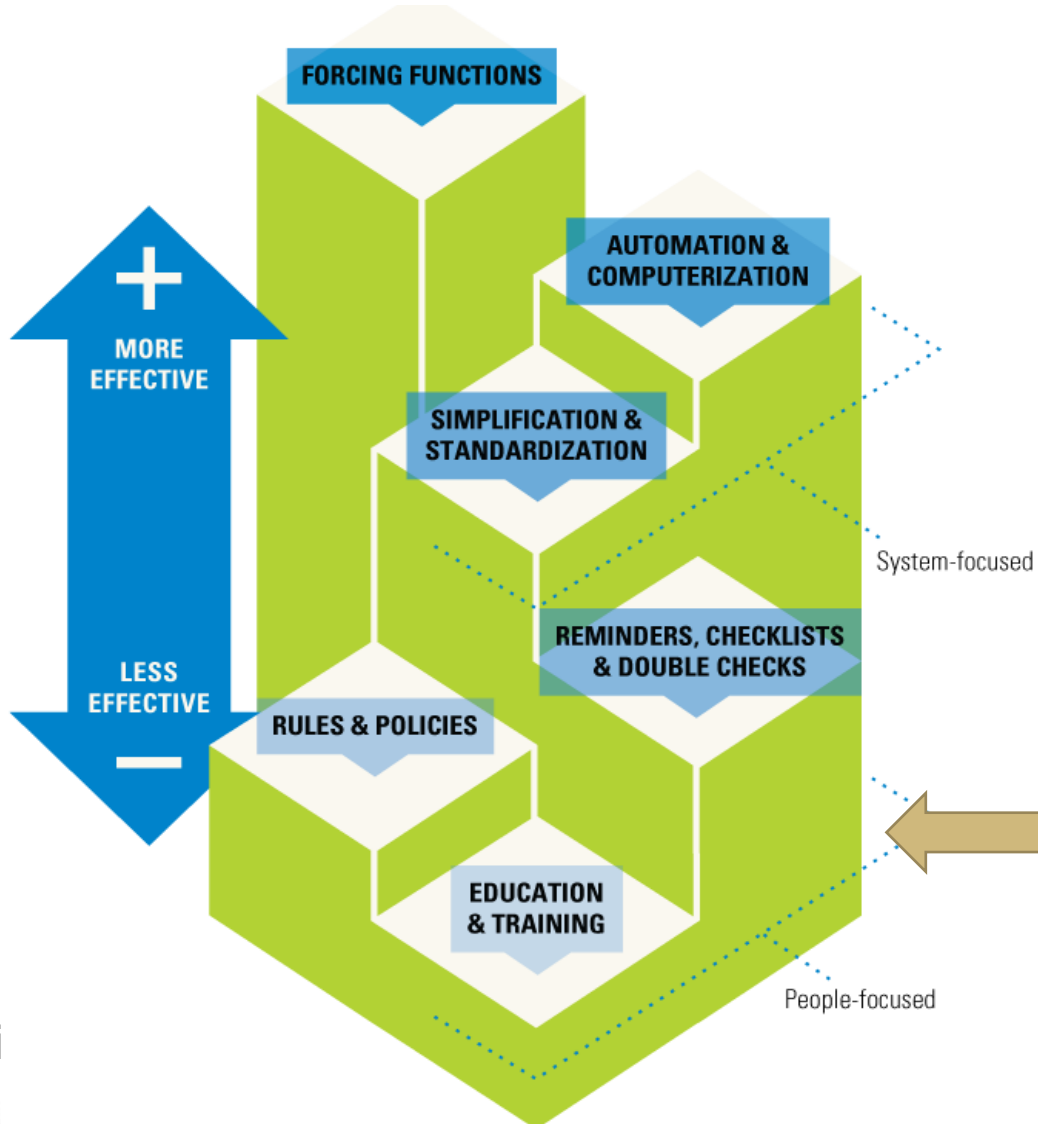 FORCING FUNCTIONS
AUTOMATION &
COMPUTERIZATION
+
MORE
EFFECTIVE
SIMPLIFICATION &
STANDARDIZATION
System-focused
REMINDERS, CHECKLISTS
& DOUBLE CHECKS
LESS
EFFECTIVE
RULES & POLICIES
—
EDUCATION
& TRAINING
People-focused